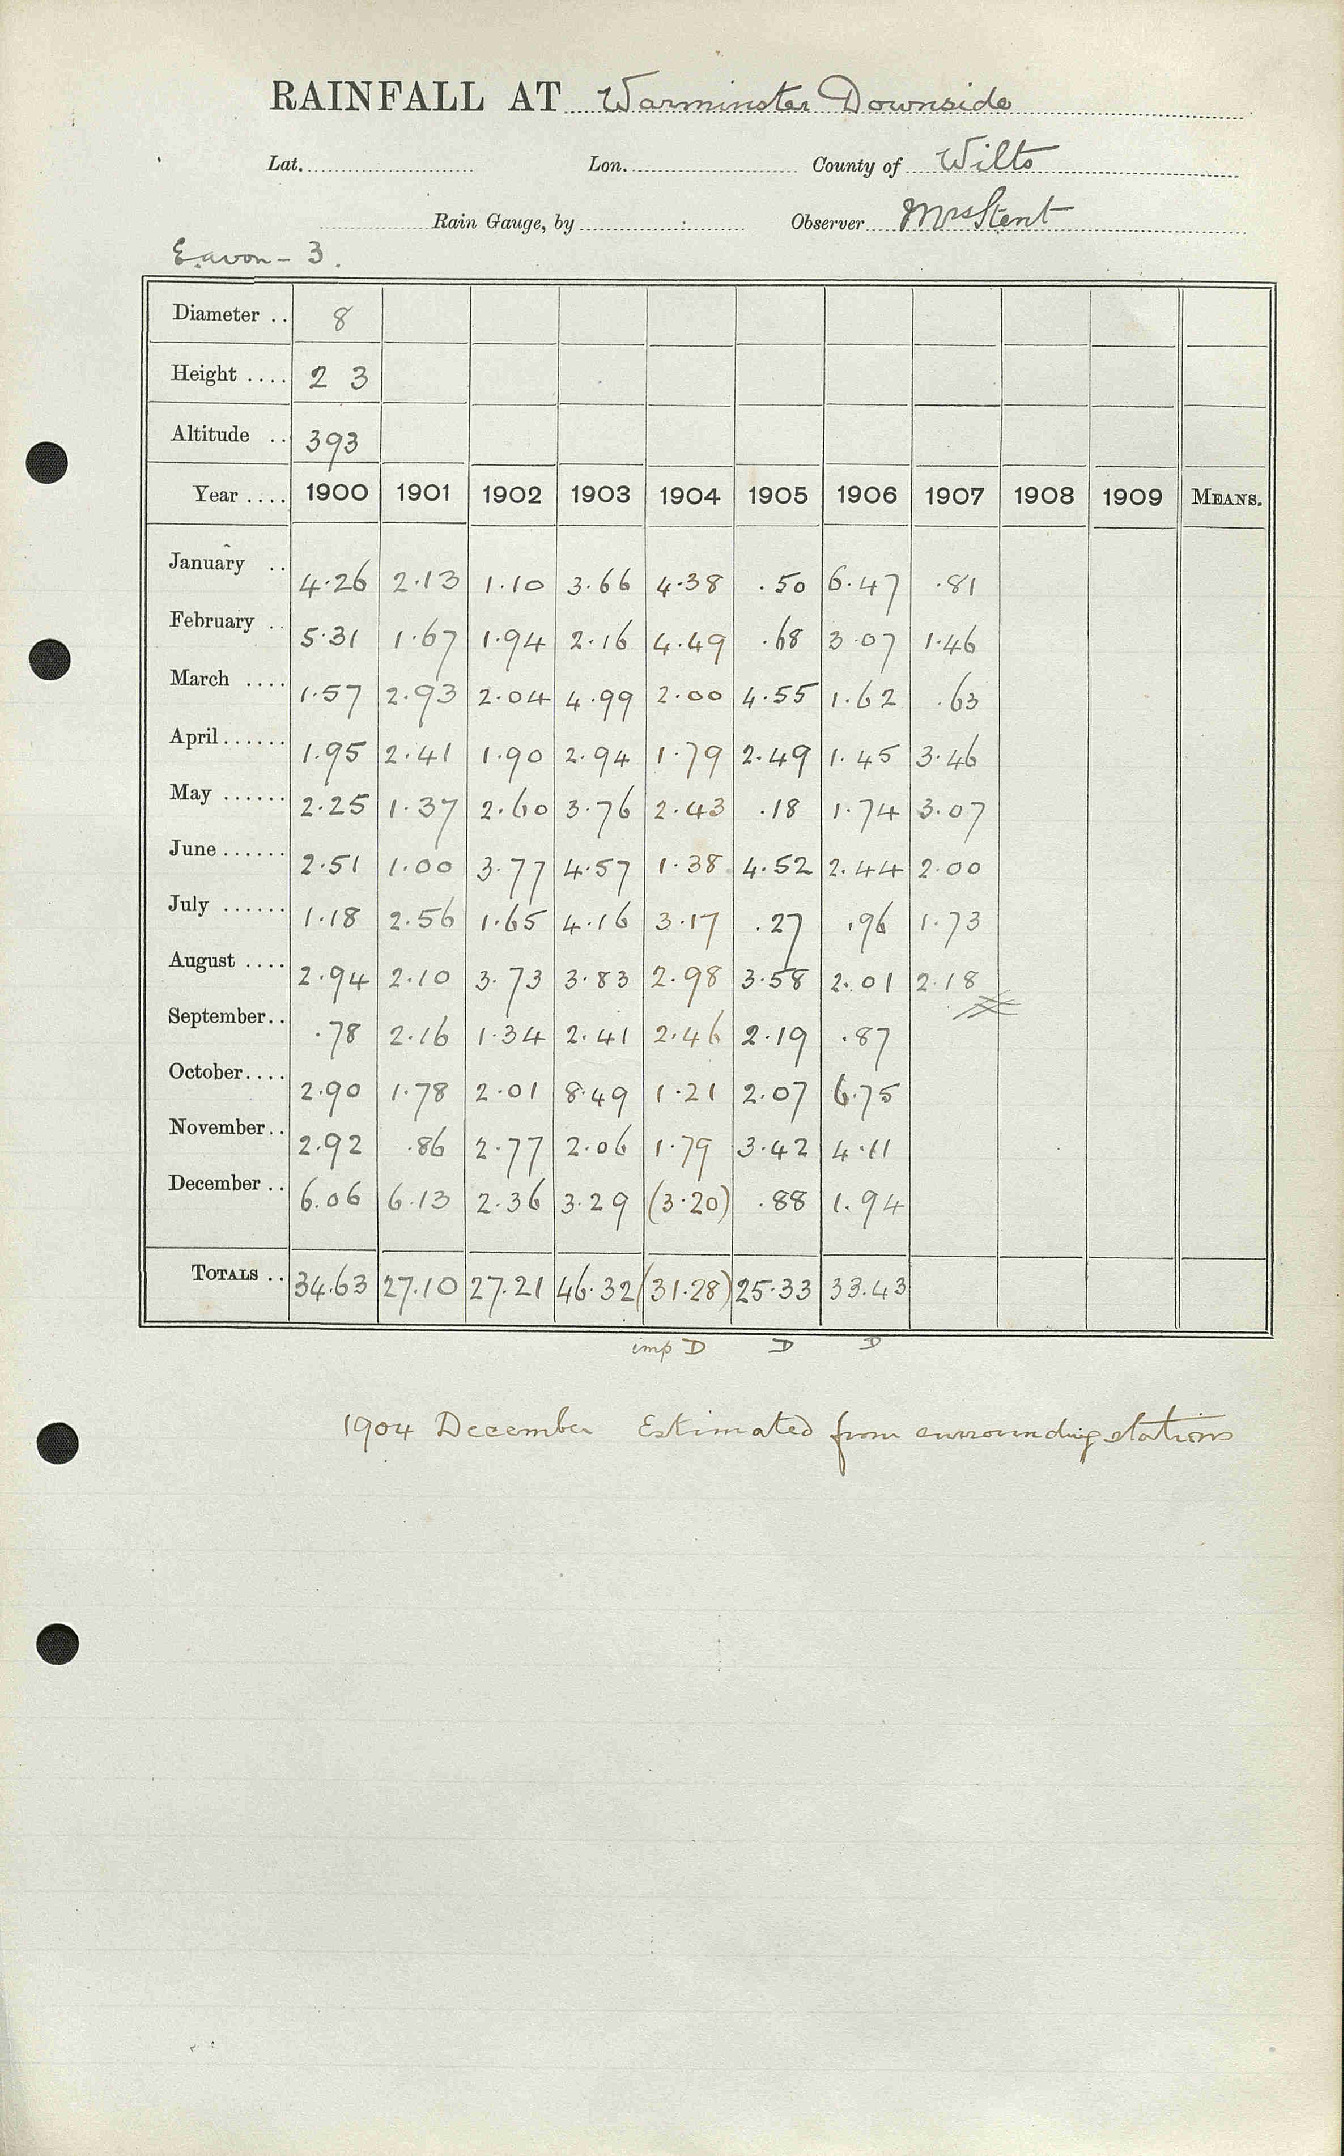 RAINFALL AT Warminster Downside
Lat. Lon. County of Wilts
Rain Gauge, by Observer Mrs Stent
E. avon - 3.
Diameter .. 8
Height .... 2 3
Altitude .. 393
Year .... 1900 1901 1902 1903 1904 1905 1906 1907 1908 1909 MEANS.
January .. 4.26 2.13 1.10 3.66 4.38 .50 6.47 .81
February .. 5.31 1.67 1.94 2.16 4.49 .68 3.07 1.46
March .... 1.57 2.93 2.04 4.99 2.00 4.55 1.62 .63
April...... 1.95 2.41 1.90 2.94 1.79 2.49 1.45 3.46
May ...... 2.25 1.37 2.60 3.76 2.43 .18 1.74 3.07
June...... 2.51 1.00 3.77 4.57 1.38 4.52 2.44 2.00
July ...... 1.18 2.56 1.65 4.16 3.17 .27 .96 1.73
August .... 2.94 2.10 3.73 3.83 2.98 3.58 2.01 2.18
September.. .78 2.16 1.34 2.41 2.46 2.19 .87
October.... 2.90 1.78 2.01 8.49 1.21 2.07 6.75
November.. 2.92 .86 2.77 2.06 1.79 3.42 4.11
December .. 6.06 6.13 2.36 3.29 (3.20) .88 1.94
TOTALS .. 34.63 27.10 27.21 46.32 (31.28) 25.33 33.43
imp D D D
1904 December Estimated from surrounding stations